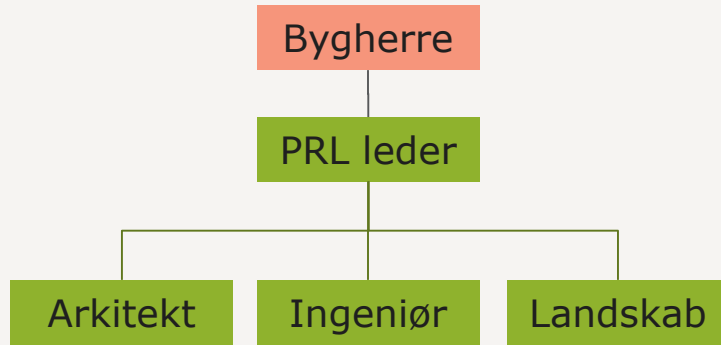 Bygherre
PRL leder
Arkitekt
Ingeniør
Landskab